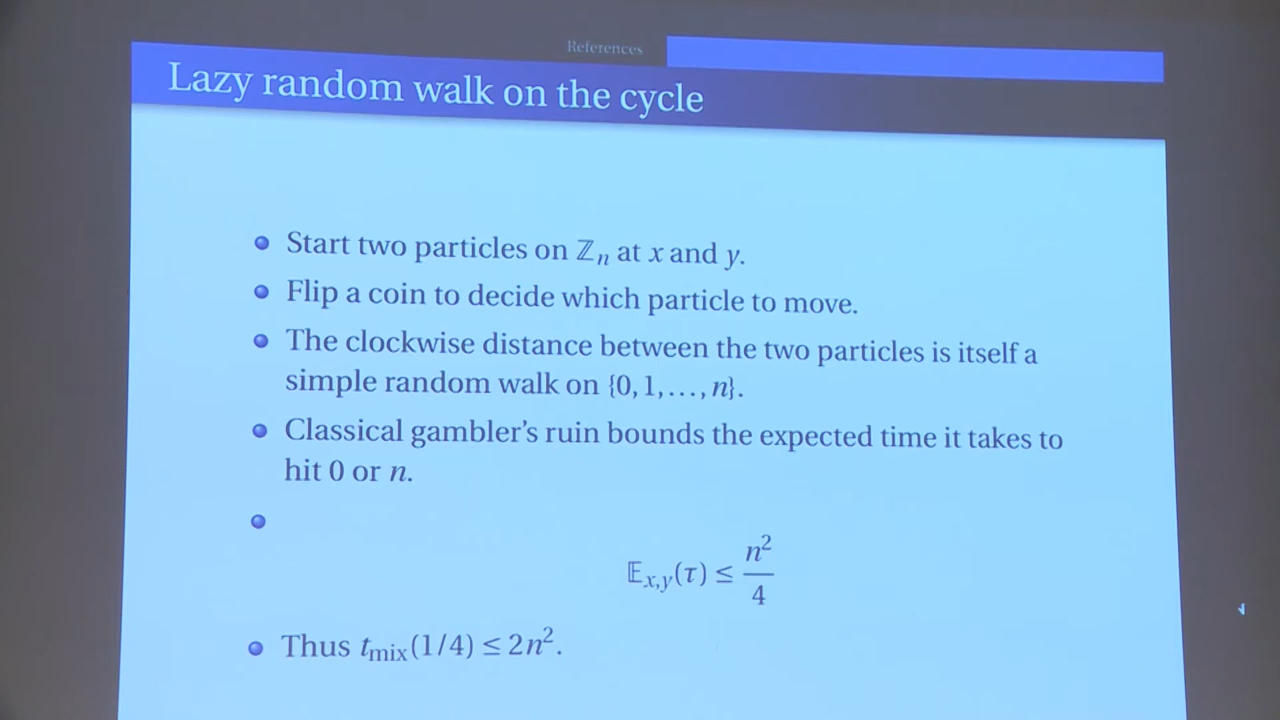 References
Lazy random walk on the cycle
Start two particles on ℤₙ at x and y.
Flip a coin to decide which particle to move.
The clockwise distance between the two particles is itself a
simple random walk on {0, 1, …, n}.
Classical gambler's ruin bounds the expected time it takes to
hit 0 or n.
𝔼_{x,y}(τ) ≤ n²/4
Thus t_mix(1/4) ≤ 2n².